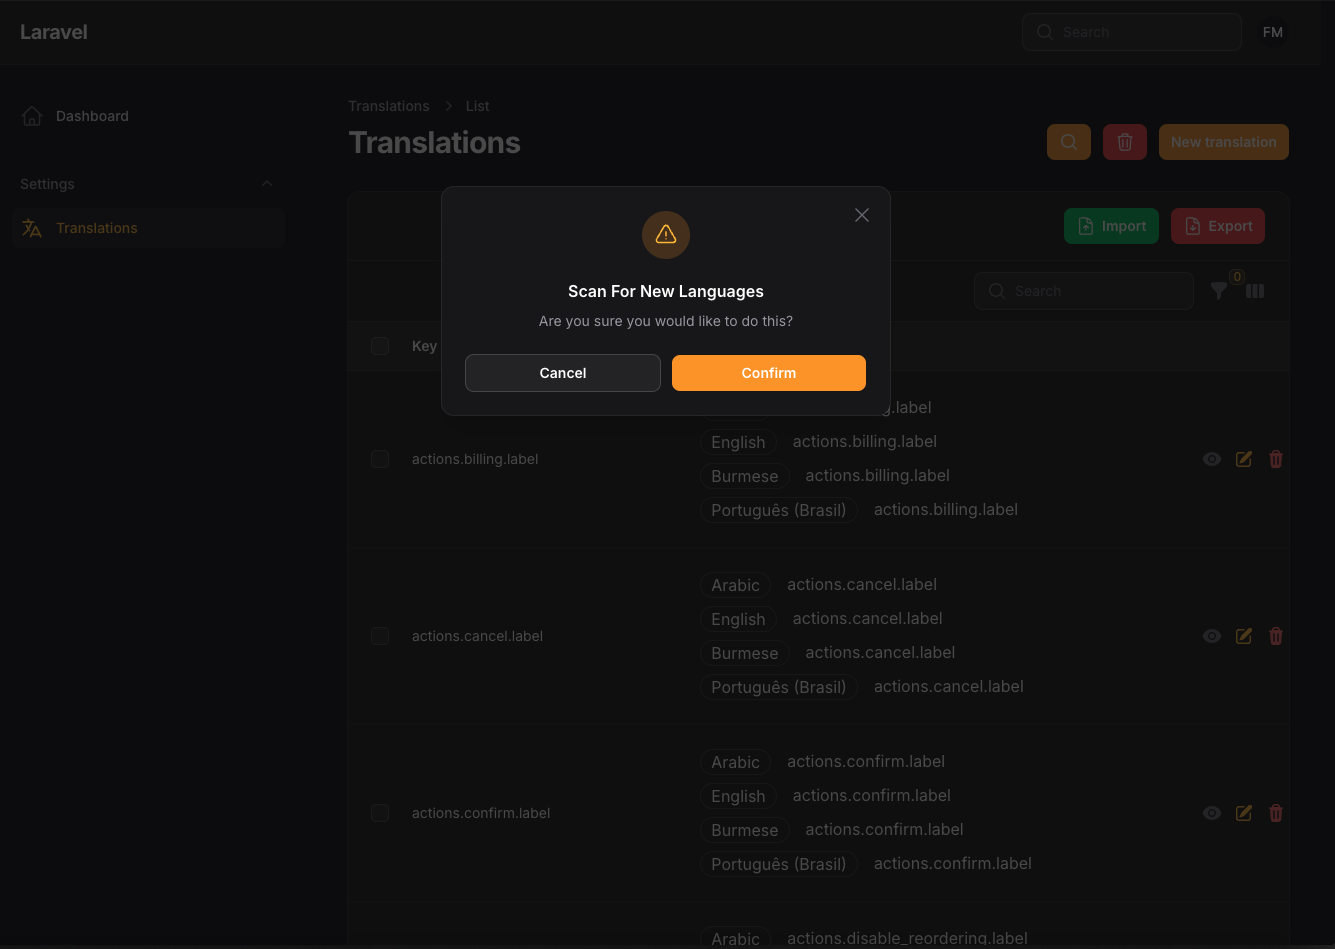 Laravel
Search
FM
Dashboard
Settings
Translations
Translations
List
Translations
New translation
Import
Export
Search
0
Key
Scan For New Languages
Are you sure you would like to do this?
Cancel
Confirm
.label
actions.billing.label
English actions.billing.label
Burmese actions.billing.label
Português (Brasil) actions.billing.label
actions.cancel.label
Arabic actions.cancel.label
English actions.cancel.label
Burmese actions.cancel.label
Português (Brasil) actions.cancel.label
actions.confirm.label
Arabic actions.confirm.label
English actions.confirm.label
Burmese actions.confirm.label
Português (Brasil) actions.confirm.label
Arabic actions.disable_reordering.label